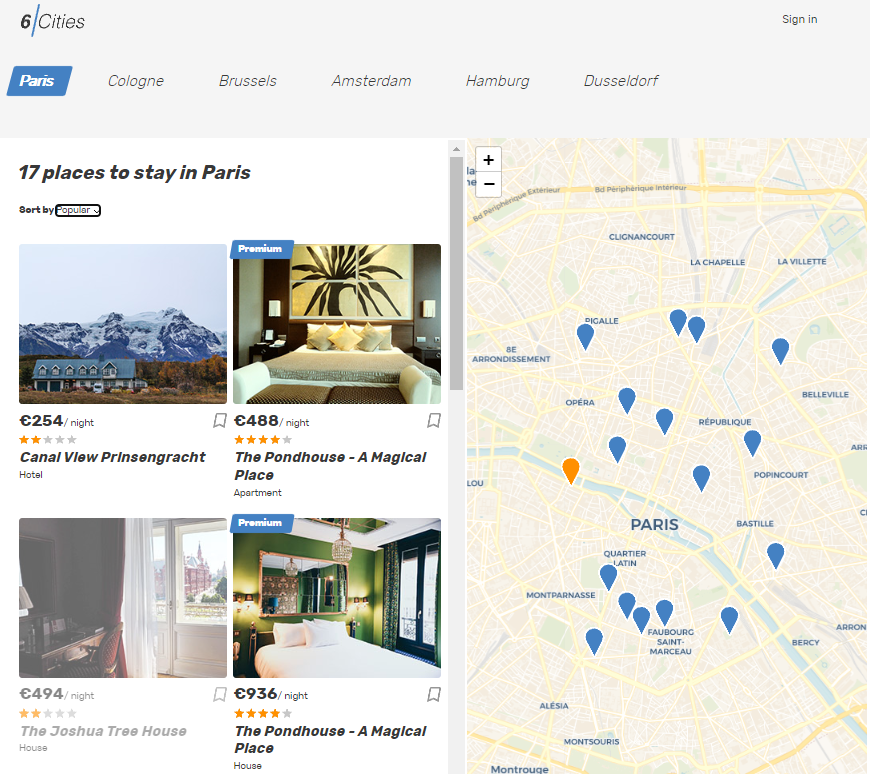 6 Cities
Sign in
Paris Cologne Brussels Amsterdam Hamburg Dusseldorf
17 places to stay in Paris
Sort by Popular
€254 / night
Canal View Prinsengracht
Hotel
Premium
€488 / night
The Pondhouse - A Magical
Place
Apartment
€494 / night
The Joshua Tree House
House
Premium
€936 / night
The Pondhouse - A Magical
Place
House
+
−
Bd Périphérique Extérieur
Bd Périphérique Intérieur
CLIGNANCOURT
LA CHAPELLE
LA VILLETTE
PIGALLE
8E
ARRONDISSEMENT
OPÉRA
RÉPUBLIQUE
BELLEVILLE
POPINCOURT
PARIS
BASTILLE
QUARTIER
LATIN
MONTPARNASSE
FAUBOURG
SAINT-
MARCEAU
BERCY
ALÉSIA
MONTSOURIS
Montrouge